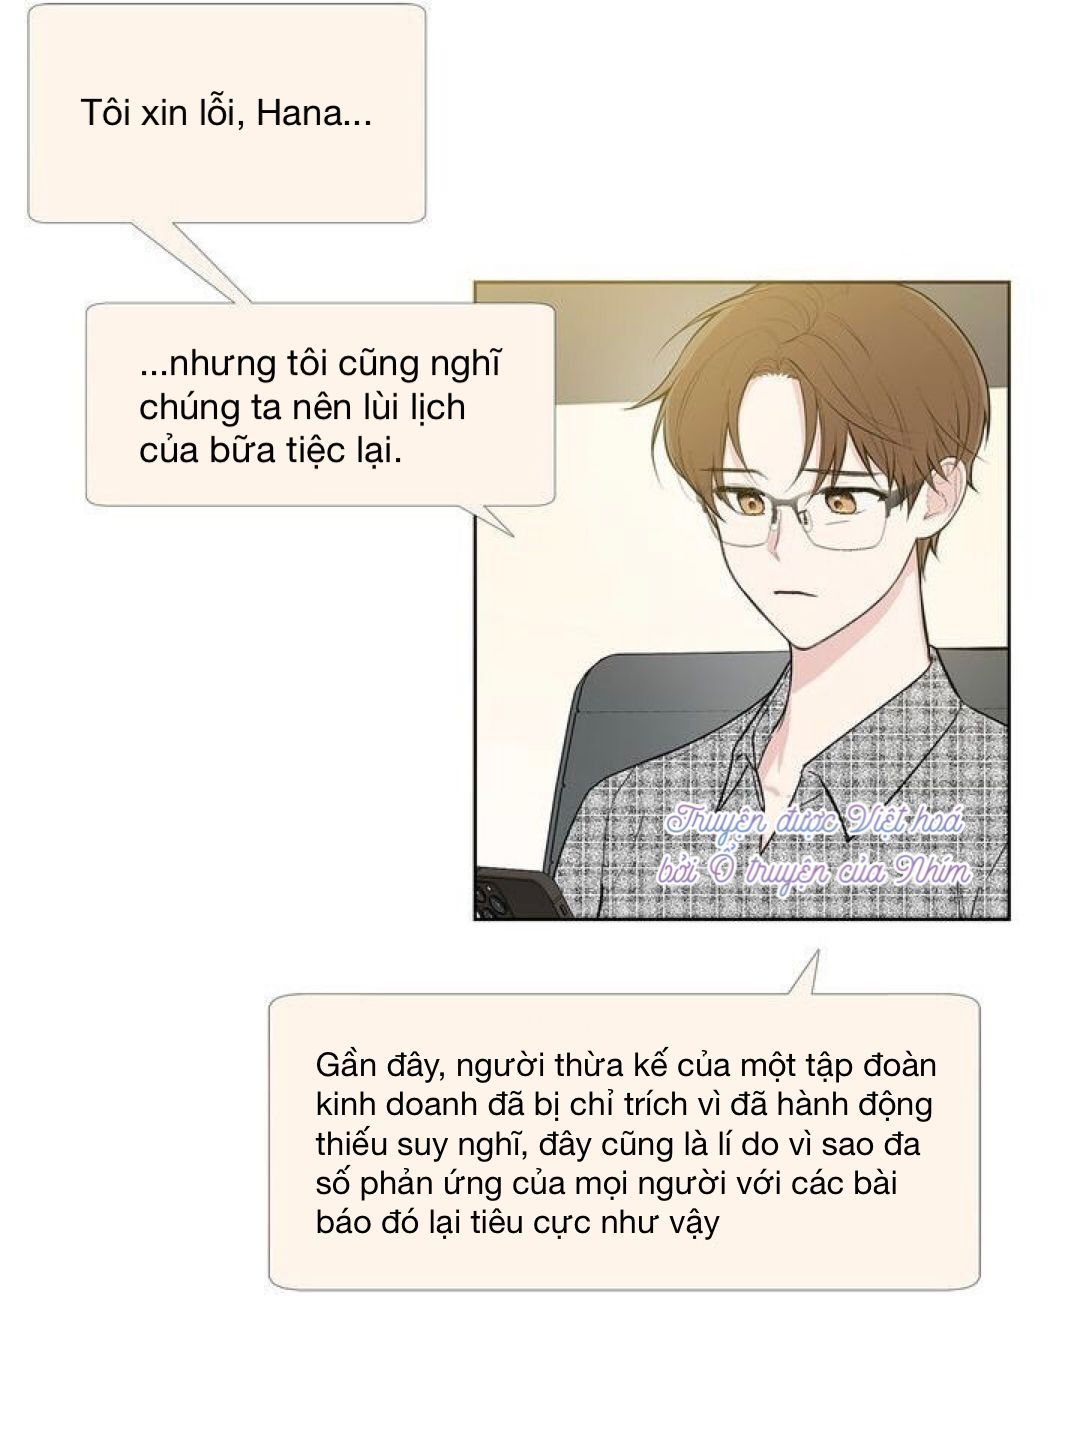 Tôi xin lỗi, Hana...
...nhưng tôi cũng nghĩ
chúng ta nên lùi lịch
của bữa tiệc lại.
Truyện được Việt hoá
bởi Ổ truyện của Nhím
Gần đây, người thừa kế của một tập đoàn
kinh doanh đã bị chỉ trích vì đã hành động
thiếu suy nghĩ, đây cũng là lí do vì sao đa
số phản ứng của mọi người với các bài
báo đó lại tiêu cực như vậy